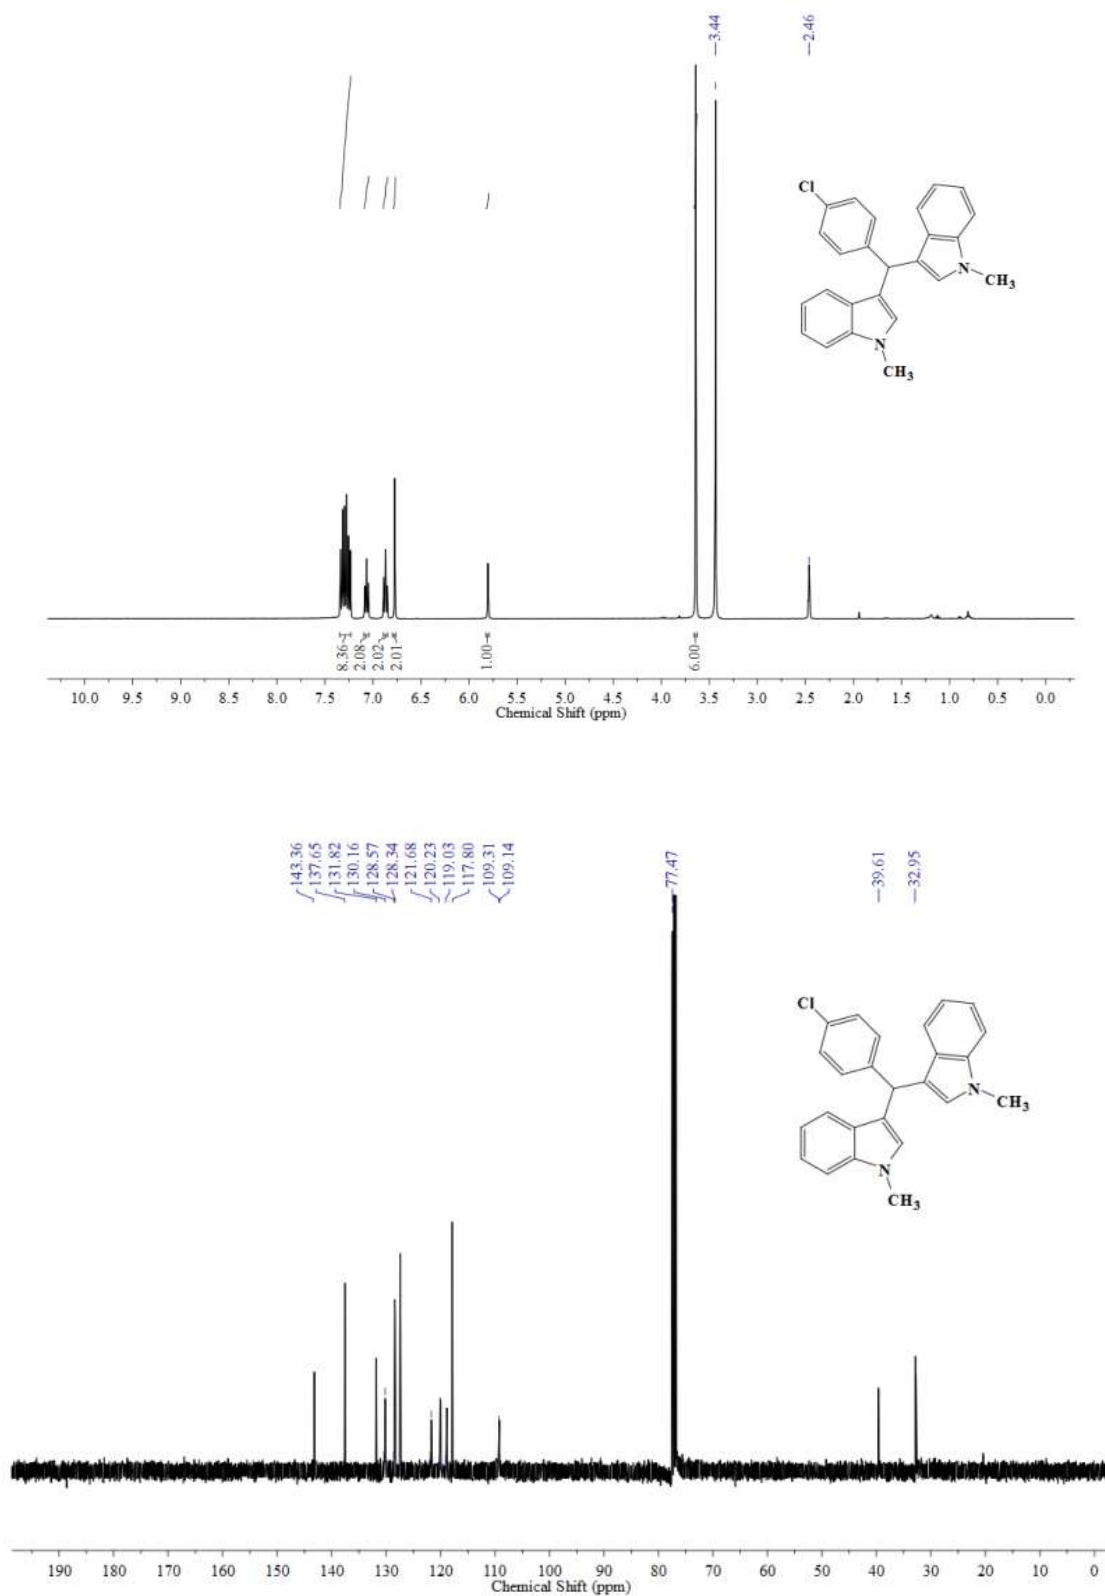 3.44
2.46
Cl
N
CH3
N
CH3
8.36
2.08
2.02
2.01
1.00
6.00
10.0 9.5 9.0 8.5 8.0 7.5 7.0 6.5 6.0 5.5 5.0 4.5 4.0 3.5 3.0 2.5 2.0 1.5 1.0 0.5 0.0
Chemical Shift (ppm)
143.36
137.65
131.82
130.16
128.57
128.34
121.68
120.23
119.03
117.80
109.31
109.14
77.47
39.61
32.95
Cl
N
CH3
N
CH3
190 180 170 160 150 140 130 120 110 100 90 80 70 60 50 40 30 20 10 0
Chemical Shift (ppm)